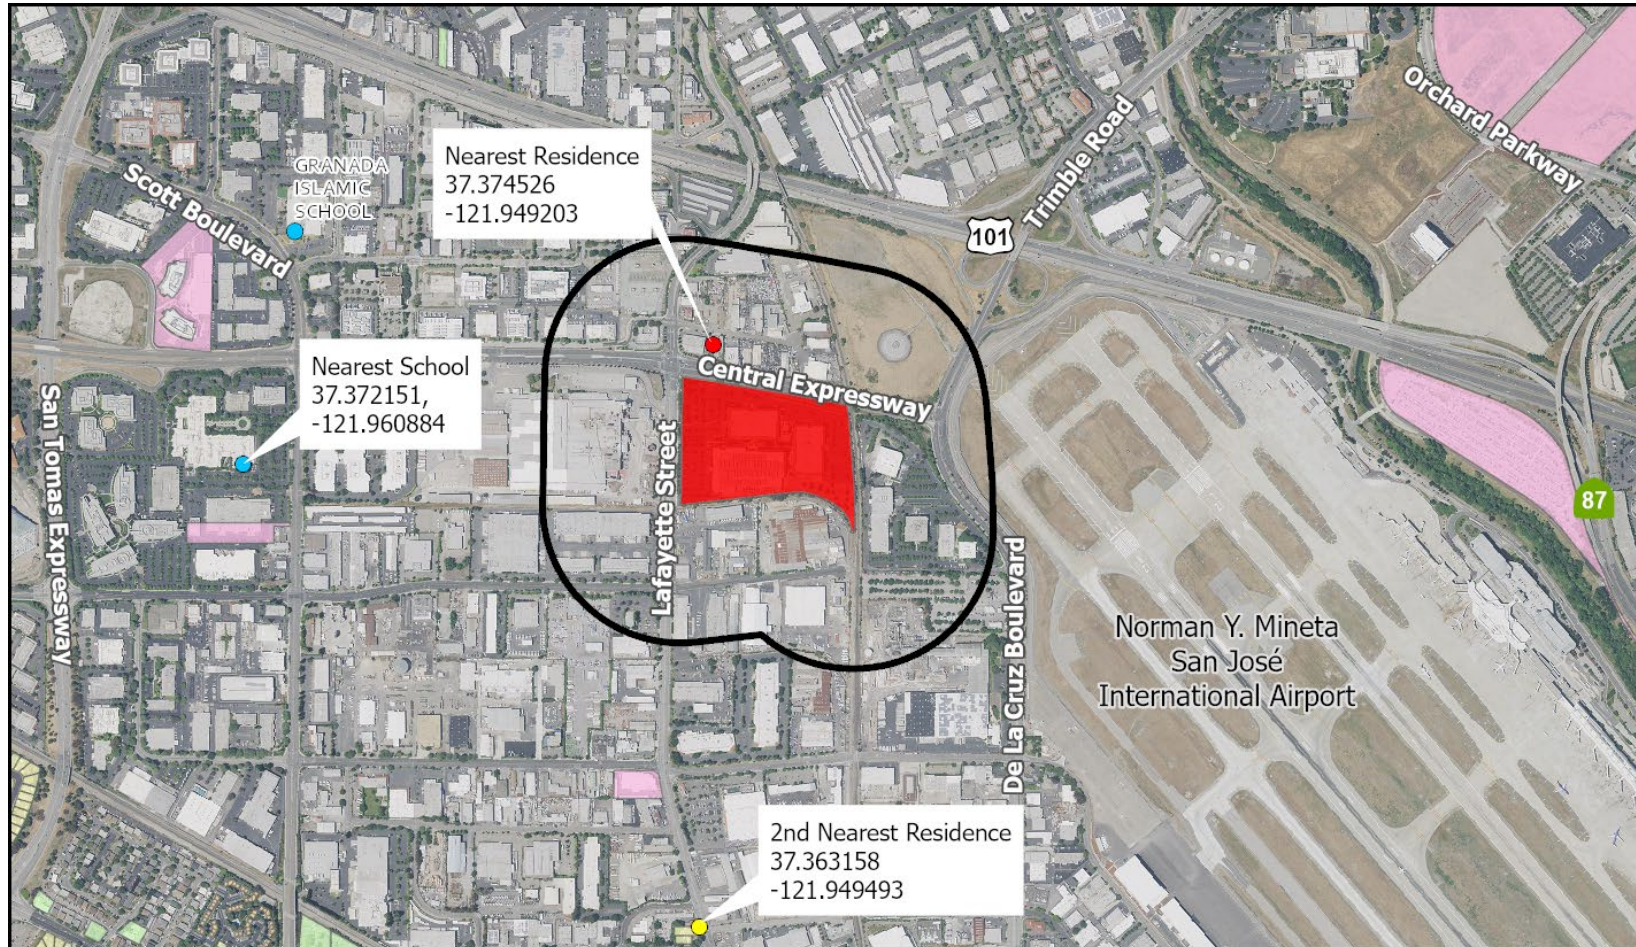 Orchard Parkway
Trimble Road
Nearest Residence
37.374526
-121.949203
GRANADA
ISLAMIC
SCHOOL
Scott Boulevard
101
Nearest School
37.372151,
-121.960884
Central Expressway
San Tomas Expressway
Lafayette Street
87
De La Cruz Boulevard
Norman Y. Mineta
San José
International Airport
2nd Nearest Residence
37.363158
-121.949493